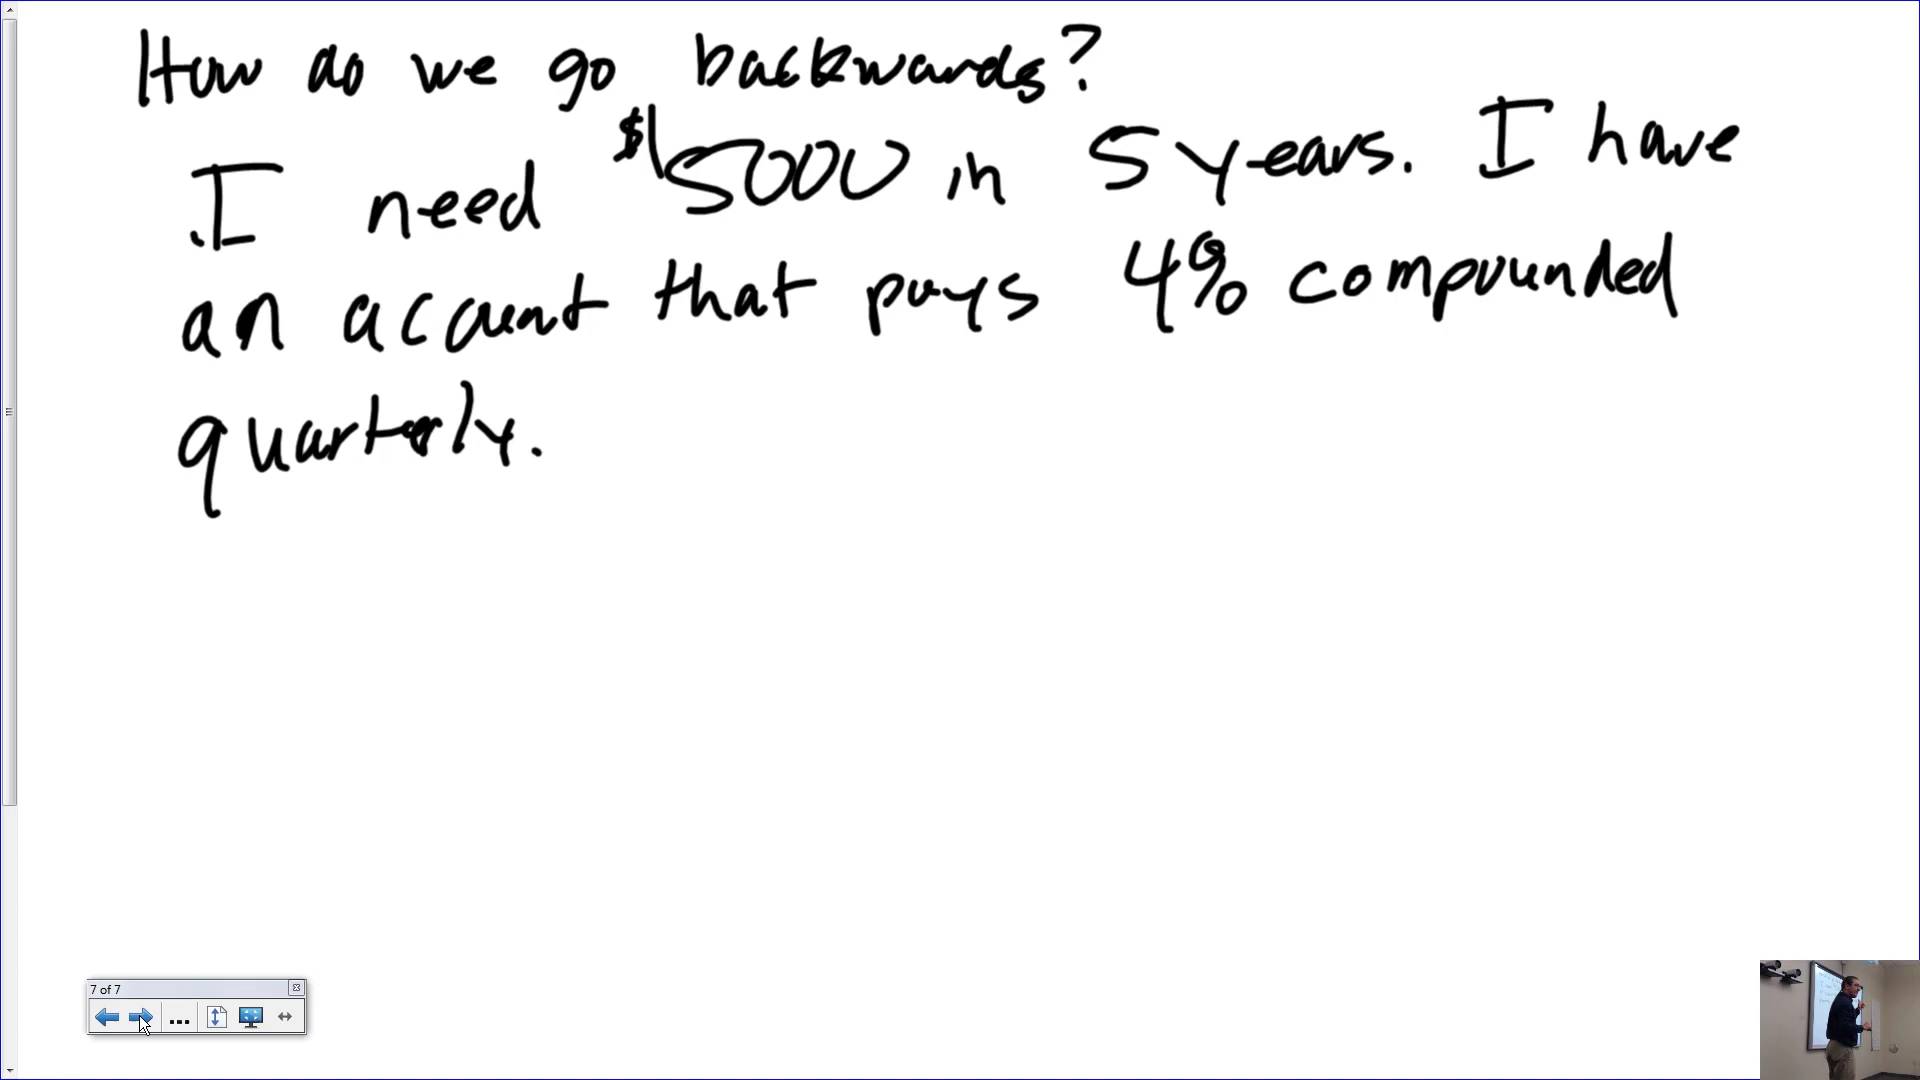 How do we go backwards?
I need $15000 in 5 years. I have
an account that pays 4% compounded
quarterly.
7 of 7